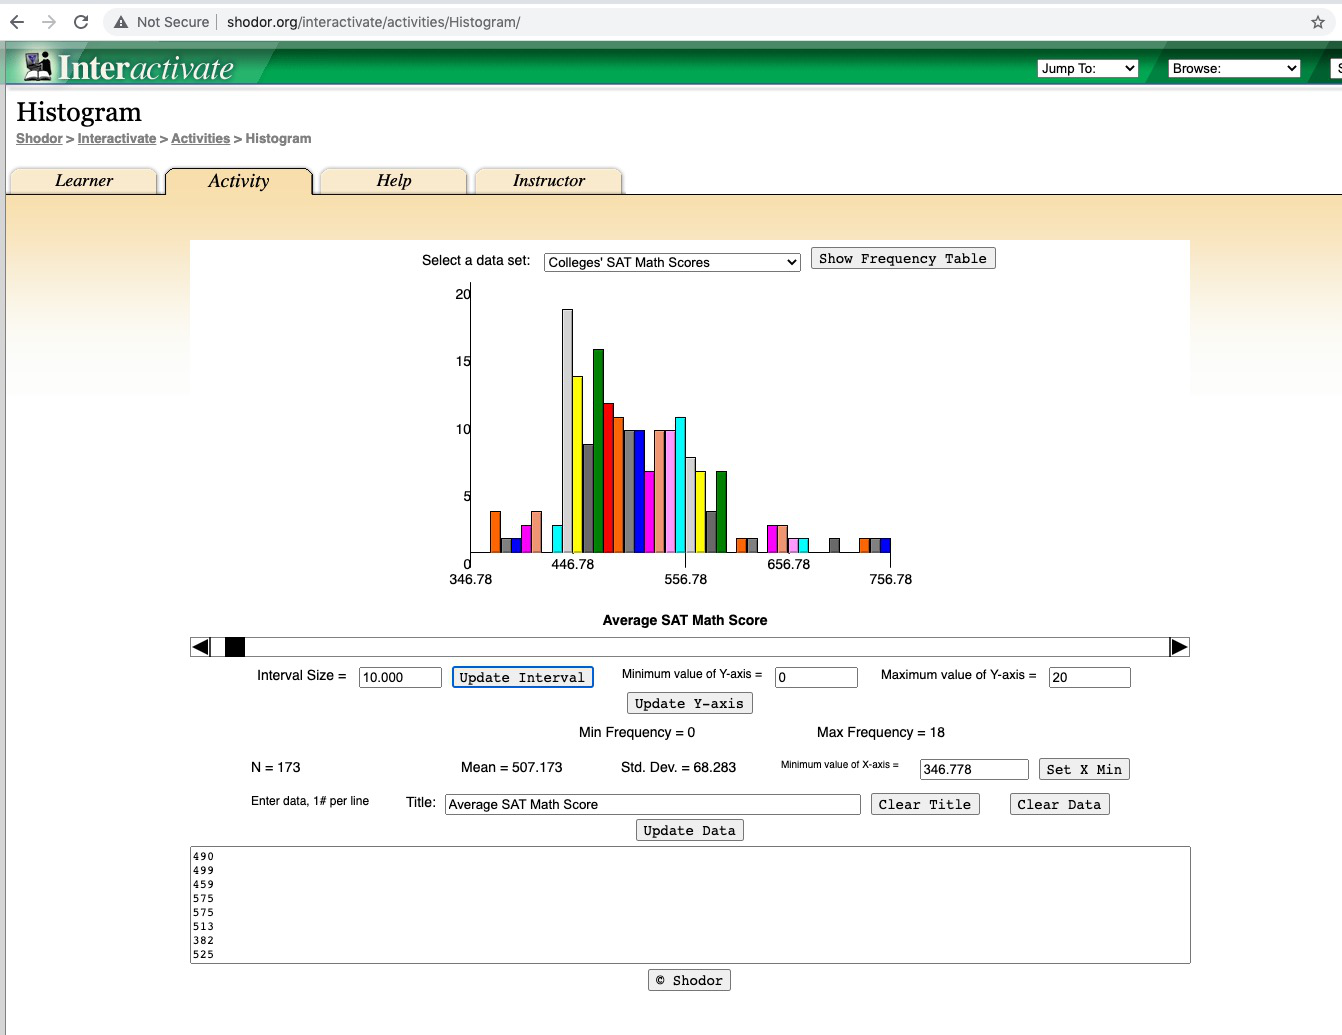 Not Secure | shodor.org/interactivate/activities/Histogram/
Interactivate
Jump To:
Browse:
S
Histogram
Shodor > Interactivate > Activities > Histogram
Learner
Activity
Help
Instructor
Select a data set:
Colleges' SAT Math Scores
Show Frequency Table
20
15
10
5
0
446.78
656.78
346.78
556.78
756.78
Average SAT Math Score
Interval Size =
10.000
Update Interval
Minimum value of Y-axis =
0
Maximum value of Y-axis =
20
Update Y-axis
Min Frequency = 0
Max Frequency = 18
N = 173
Mean = 507.173
Std. Dev. = 68.283
Minimum value of X-axis =
346.778
Set X Min
Enter data, 1# per line
Title:
Average SAT Math Score
Clear Title
Clear Data
Update Data
490
499
459
575
575
513
382
525
© Shodor